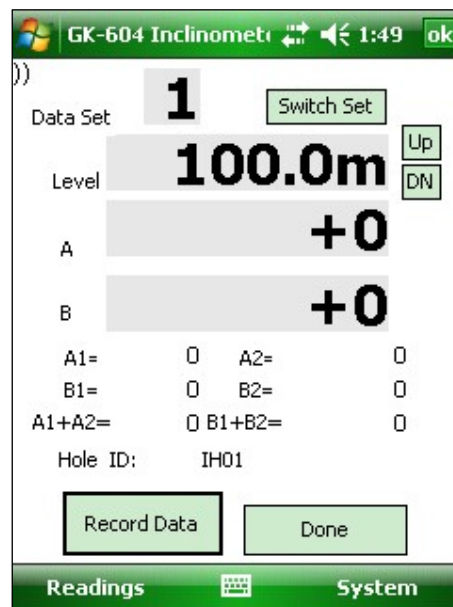 GK-604 Inclinomet 1:49 ok
))
Data Set 1 Switch Set
Level 100.0m Up
DN
A +0
B +0
A1= 0 A2= 0
B1= 0 B2= 0
A1+A2= 0 B1+B2= 0
Hole ID: IH01
Record Data Done
Readings System